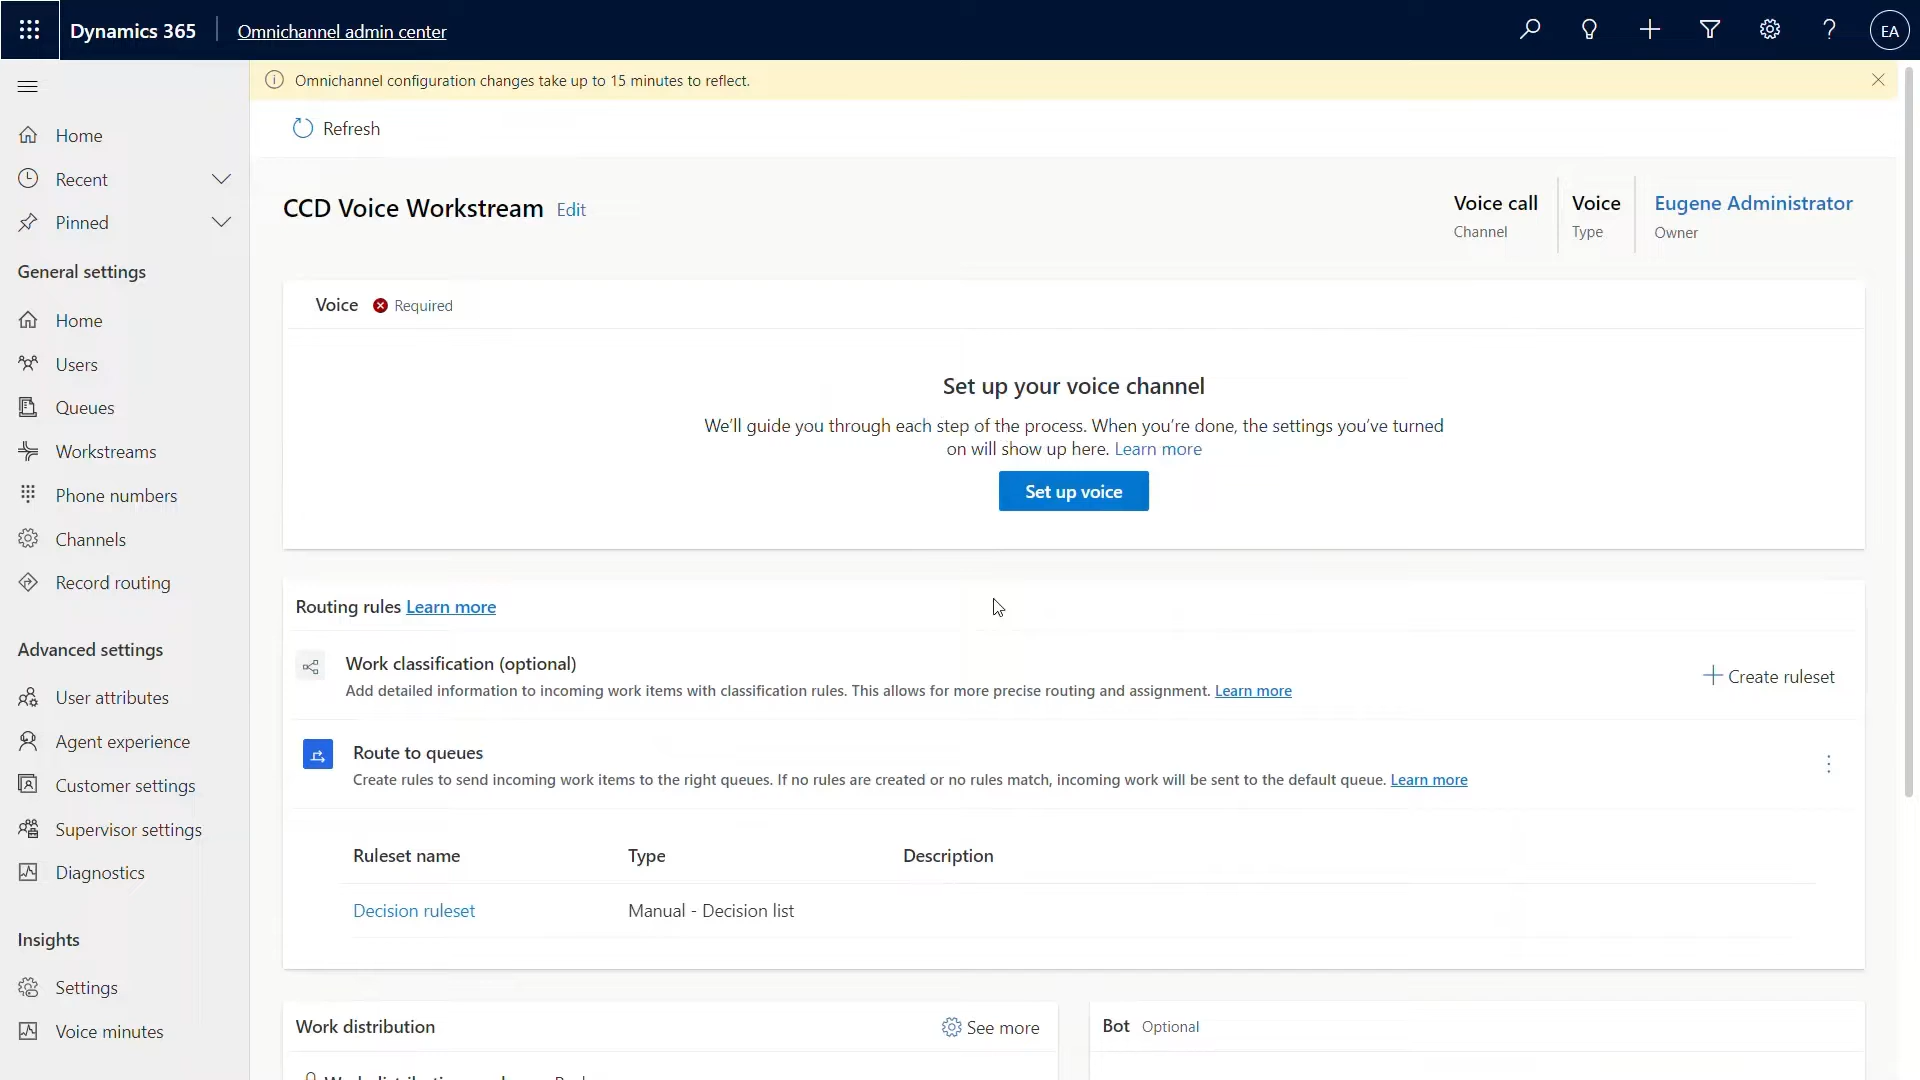 Dynamics 365
Omnichannel admin center
EA
Omnichannel configuration changes take up to 15 minutes to reflect.
Refresh
Home
Recent
Pinned
General settings
Home
Users
Queues
Workstreams
Phone numbers
Channels
Record routing
Advanced settings
User attributes
Agent experience
Customer settings
Supervisor settings
Diagnostics
Insights
Settings
Voice minutes
CCD Voice Workstream Edit
Voice call
Channel
Voice
Type
Eugene Administrator
Owner
Voice Required
Set up your voice channel
We'll guide you through each step of the process. When you're done, the settings you've turned
on will show up here. Learn more
Set up voice
Routing rules Learn more
Work classification (optional)
Add detailed information to incoming work items with classification rules. This allows for more precise routing and assignment. Learn more
Create ruleset
Route to queues
Create rules to send incoming work items to the right queues. If no rules are created or no rules match, incoming work will be sent to the default queue. Learn more
Ruleset name Type Description
Decision ruleset Manual - Decision list
Work distribution
See more
Bot Optional